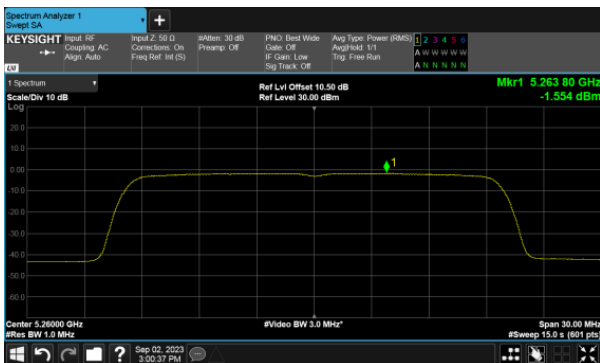 Spectrum Analyzer 1
Swept SA
+
KEYSIGHT
Input: RF
Coupling: AC
Align: Auto
Input Z: 50 Ω
Corrections: On
Freq Ref: Int (S)
#Atten: 30 dB
Preamp: Off
PNO: Best Wide
Gate: Off
IF Gain: Low
Sig Track: Off
Avg Type: Power (RMS)
Avg|Hold: 1/1
Trig: Free Run
1 2 3 4 5 6
A W W W W W
A N N N N N
LXI
1 Spectrum
Scale/Div 10 dB
Ref Lvl Offset 10.50 dB
Ref Level 30.00 dBm
Mkr1 5.263 80 GHz
-1.554 dBm
Log
20.0
10.0
0.00
-10.0
-20.0
-30.0
-40.0
-50.0
-60.0
1
Center 5.26000 GHz
#Res BW 1.0 MHz
#Video BW 3.0 MHz*
Span 30.00 MHz
#Sweep 15.0 s (601 pts)
?
Sep 02, 2023
3:00:37 PM